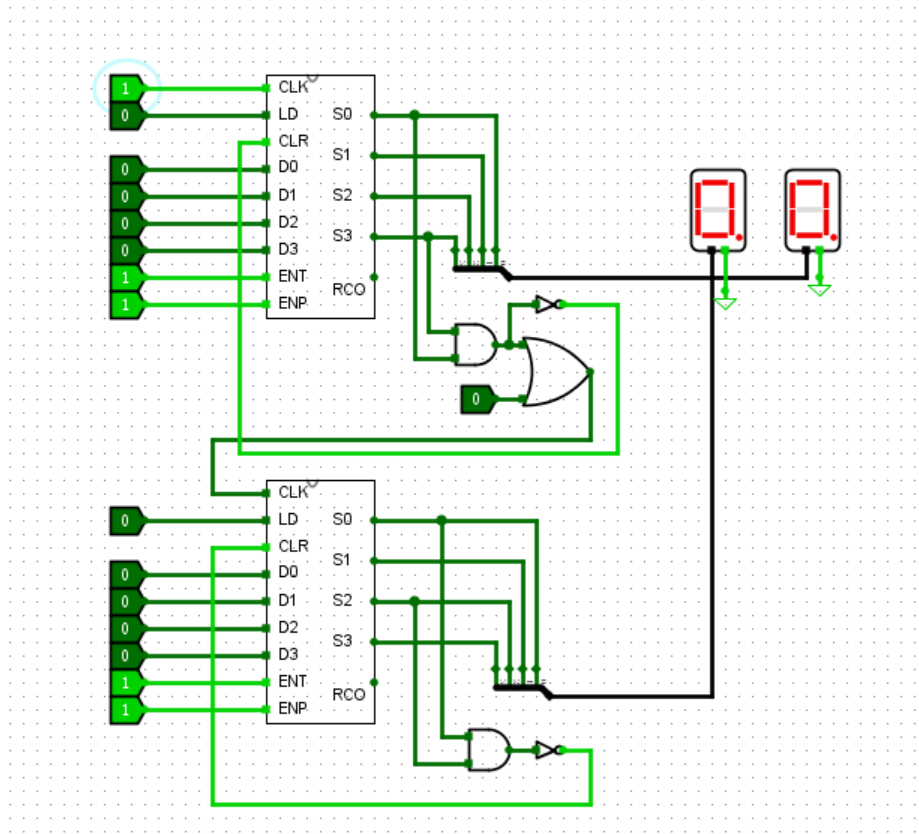 1 CLK
0 LD S0
CLR
0 D0 S1
0 D1 S2
0 D2
0 D3 S3
1 ENT
1 ENP RCO
0
CLK
0 LD S0
CLR
0 D0 S1
0 D1 S2
0 D2
0 D3 S3
1 ENT
1 ENP RCO
0. 0.